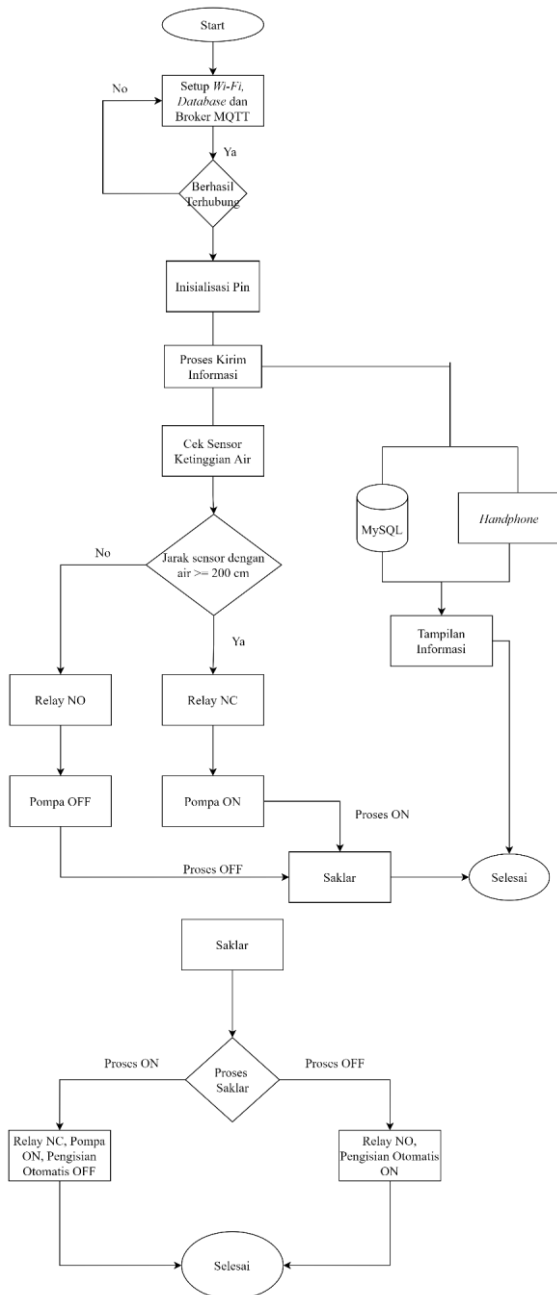 Start
No
Setup Wi-Fi,
Database dan
Broker MQTT
Ya
Berhasil
Terhubung
Inisialisasi Pin
Proses Kirim
Informasi
Cek Sensor
Ketinggian Air
MySQL
Handphone
No
Jarak sensor dengan
air >= 200 cm
Ya
Tampilan
Informasi
Relay NO
Relay NC
Pompa OFF
Pompa ON
Proses ON
Proses OFF
Saklar
Selesai
Saklar
Proses ON
Proses OFF
Proses
Saklar
Relay NC, Pompa
ON, Pengisian
Otomatis OFF
Relay NO,
Pengisian Otomatis
ON
Selesai